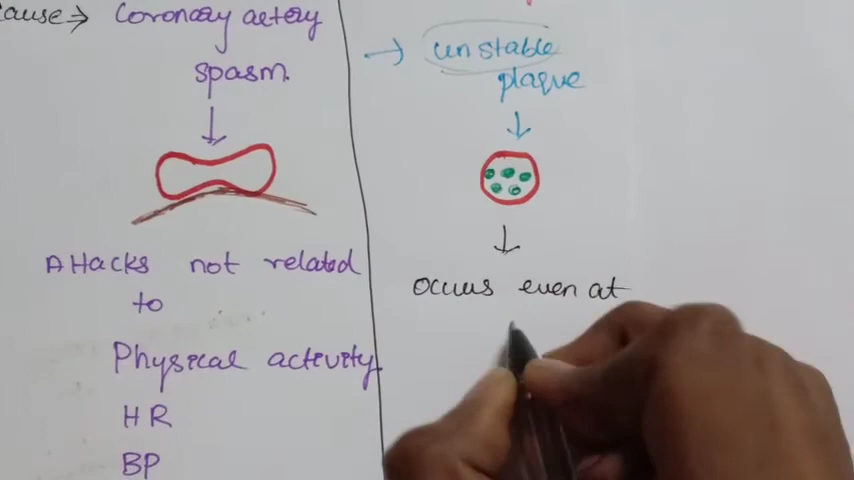 cause → Coronary artery
spasm.
Attacks not related
to
Physical activity
HR
BP
→ unstable
plaque
occurs even at